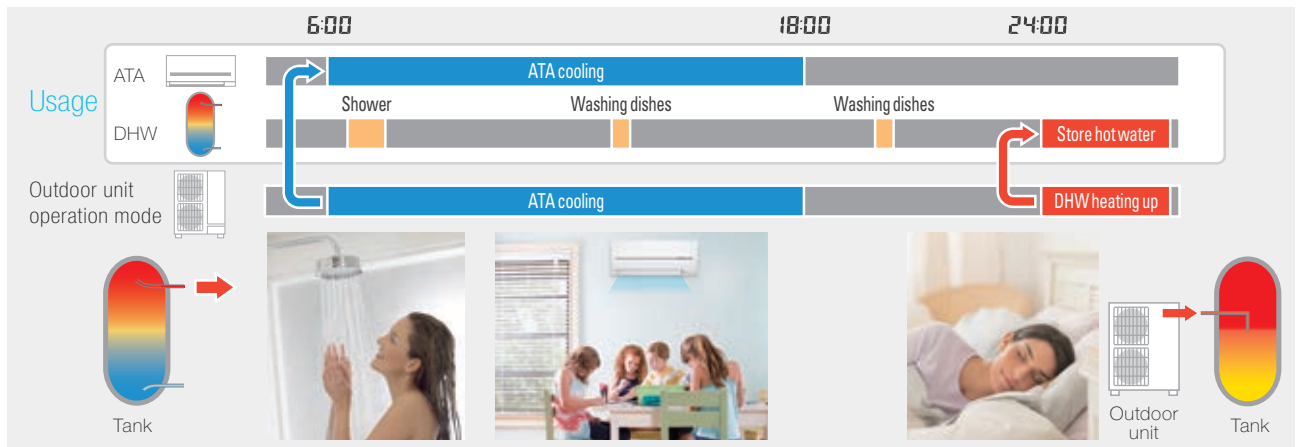 6:00 18:00 24:00
ATA
ATA cooling
Usage
Shower Washing dishes Washing dishes
DHW
Store hot water
Outdoor unit
operation mode
ATA cooling
DHW heating up
Tank
Outdoor
unit
Tank